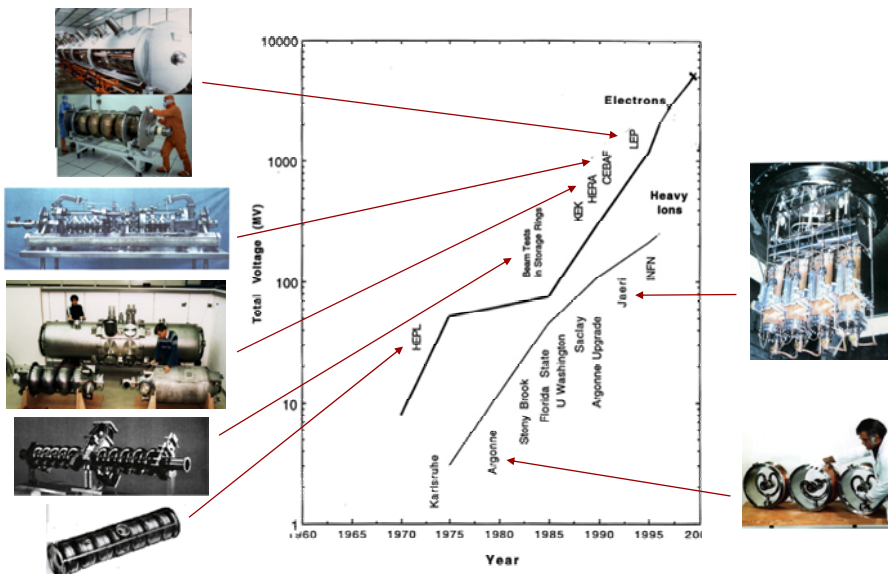 10000
1000
100
10
1
Total Voltage (MV)
Electrons
LEP
CEBAF
HERA
KEK
Heavy
Ions
Beam Tests
in Storage Rings
INFN
Jaeri
HEPL
Saclay
Argonne Upgrade
U Washington
Florida State
Stony Brook
Argonne
Karlsruhe
1960 1965 1970 1975 1980 1985 1990 1995 200
Year